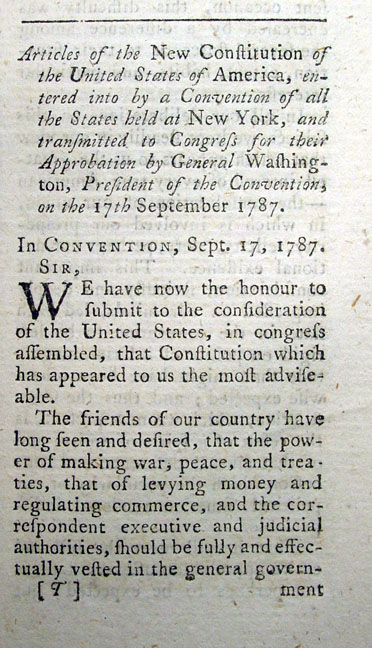 Articles of the New Conſtitution of
the United States of America, en-
tered into by a Convention of all
the States held at New York, and
tranſmitted to Congreſs for their
Approbation by General Waſhing-
ton, Preſident of the Convention,
on the 17th September 1787.
In CONVENTION, Sept. 17, 1787.
SIR,
WE have now the honour to
ſubmit to the conſideration
of the United States, in congreſs
aſſembled, that Conſtitution which
has appeared to us the moſt adviſe-
able.
The friends of our country have
long ſeen and deſired, that the pow-
er of making war, peace, and trea-
ties, that of levying money and
regulating commerce, and the cor-
reſpondent executive and judicial
authorities, ſhould be fully and effec-
tually veſted in the general govern-
[T] ment